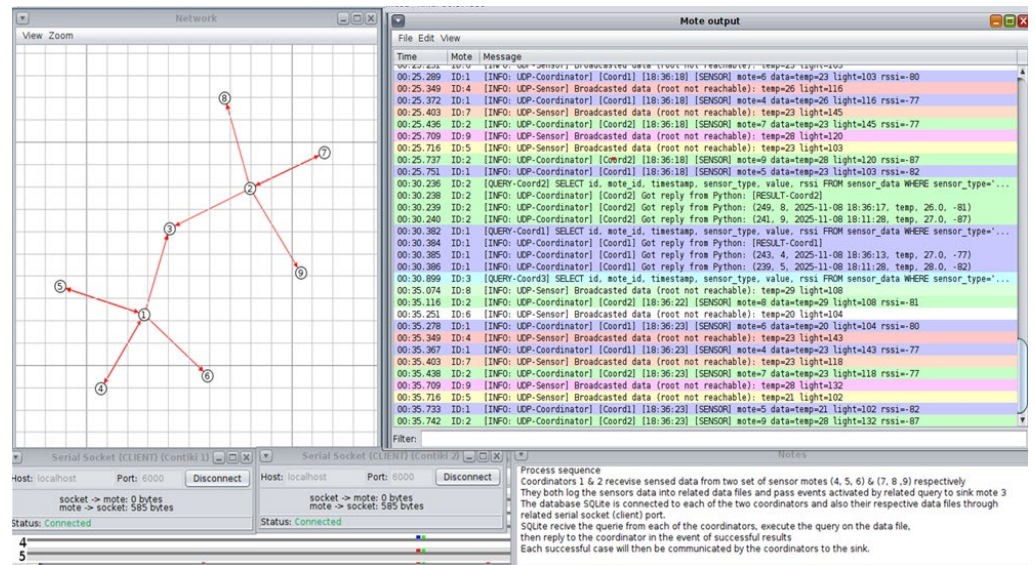 Network
View Zoom
8
7
2
3
9
5
1
6
4
Mote output
File Edit View
Time Mote Message
00:25.289 ID:1 [INFO: UDP-Coordinator] [Coord1] [18:36:18] [SENSOR] mote=6 data=temp=23 light=103 rssi=-80
00:25.349 ID:4 [INFO: UDP-Sensor] Broadcasted data (root not reachable): temp=26 light=116
00:25.372 ID:1 [INFO: UDP-Coordinator] [Coord1] [18:36:18] [SENSOR] mote=4 data=temp=26 light=116 rssi=-77
00:25.403 ID:7 [INFO: UDP-Sensor] Broadcasted data (root not reachable): temp=23 light=145
00:25.436 ID:2 [INFO: UDP-Coordinator] [Coord2] [18:36:18] [SENSOR] mote=7 data=temp=23 light=145 rssi=-77
00:25.709 ID:9 [INFO: UDP-Sensor] Broadcasted data (root not reachable): temp=28 light=120
00:25.716 ID:5 [INFO: UDP-Sensor] Broadcasted data (root not reachable): temp=23 light=103
00:25.737 ID:2 [INFO: UDP-Coordinator] [Coord2] [18:36:18] [SENSOR] mote=9 data=temp=28 light=120 rssi=-87
00:25.751 ID:1 [INFO: UDP-Coordinator] [Coord1] [18:36:18] [SENSOR] mote=5 data=temp=23 light=103 rssi=-82
00:30.236 ID:2 [QUERY-Coord2] SELECT id, mote_id, timestamp, sensor_type, value, rssi FROM sensor_data WHERE sensor_type='...
00:30.238 ID:2 [INFO: UDP-Coordinator] [Coord2] Got reply from Python: [RESULT-Coord2]
00:30.239 ID:2 [INFO: UDP-Coordinator] [Coord2] Got reply from Python: (249, 8, 2025-11-08 18:36:17, temp, 26.0, -81)
00:30.240 ID:2 [INFO: UDP-Coordinator] [Coord2] Got reply from Python: (241, 9, 2025-11-08 18:11:28, temp, 27.0, -87)
00:30.382 ID:1 [QUERY-Coord1] SELECT id, mote_id, timestamp, sensor_type, value, rssi FROM sensor_data WHERE sensor_type='...
00:30.384 ID:1 [INFO: UDP-Coordinator] [Coord1] Got reply from Python: [RESULT-Coord1]
00:30.385 ID:1 [INFO: UDP-Coordinator] [Coord1] Got reply from Python: (243, 4, 2025-11-08 18:36:13, temp, 27.0, -77)
00:30.386 ID:1 [INFO: UDP-Coordinator] [Coord1] Got reply from Python: (239, 5, 2025-11-08 18:11:28, temp, 28.0, -82)
00:30.899 ID:3 [QUERY-Coord3] SELECT id, mote_id, timestamp, sensor_type, value, rssi FROM sensor_data WHERE sensor_type='...
00:35.074 ID:8 [INFO: UDP-Sensor] Broadcasted data (root not reachable): temp=29 light=108
00:35.116 ID:2 [INFO: UDP-Coordinator] [Coord2] [18:36:22] [SENSOR] mote=8 data=temp=29 light=108 rssi=-81
00:35.251 ID:6 [INFO: UDP-Sensor] Broadcasted data (root not reachable): temp=20 light=104
00:35.278 ID:1 [INFO: UDP-Coordinator] [Coord1] [18:36:23] [SENSOR] mote=6 data=temp=20 light=104 rssi=-80
00:35.349 ID:4 [INFO: UDP-Sensor] Broadcasted data (root not reachable): temp=23 light=143
00:35.367 ID:1 [INFO: UDP-Coordinator] [Coord1] [18:36:23] [SENSOR] mote=4 data=temp=23 light=143 rssi=-77
00:35.403 ID:7 [INFO: UDP-Sensor] Broadcasted data (root not reachable): temp=23 light=118
00:35.438 ID:2 [INFO: UDP-Coordinator] [Coord2] [18:36:23] [SENSOR] mote=7 data=temp=23 light=118 rssi=-77
00:35.709 ID:9 [INFO: UDP-Sensor] Broadcasted data (root not reachable): temp=28 light=132
00:35.716 ID:5 [INFO: UDP-Sensor] Broadcasted data (root not reachable): temp=21 light=102
00:35.733 ID:1 [INFO: UDP-Coordinator] [Coord1] [18:36:23] [SENSOR] mote=5 data=temp=21 light=102 rssi=-82
00:35.742 ID:2 [INFO: UDP-Coordinator] [Coord2] [18:36:23] [SENSOR] mote=9 data=temp=28 light=132 rssi=-87
Filter:
Serial Socket (CLIENT) (Contiki 1)
Host: localhost Port: 6000 Disconnect
socket -> mote: 0 bytes
mote -> socket: 585 bytes
Status: Connected
Serial Socket (CLIENT) (Contiki 2)
Host: localhost Port: 6000 Disconnect
socket -> mote: 0 bytes
mote -> socket: 585 bytes
Status: Connected
4
5
Notes
Process sequence
Coordinators 1 & 2 recevise sensed data from two set of sensor motes (4, 5, 6) & (7, 8 ,9) respectively
They both log the sensors data into related data files and pass events activated by related query to sink mote 3
The database SQLite is connected to each of the two coordinators and also their respective data files through
related serial socket (client) port.
SQLite recive the querie from each of the coordinators, execute the query on the data file,
then reply to the coordinator in the event of successful results
Each successful case will then be communicated by the coordinators to the sink.